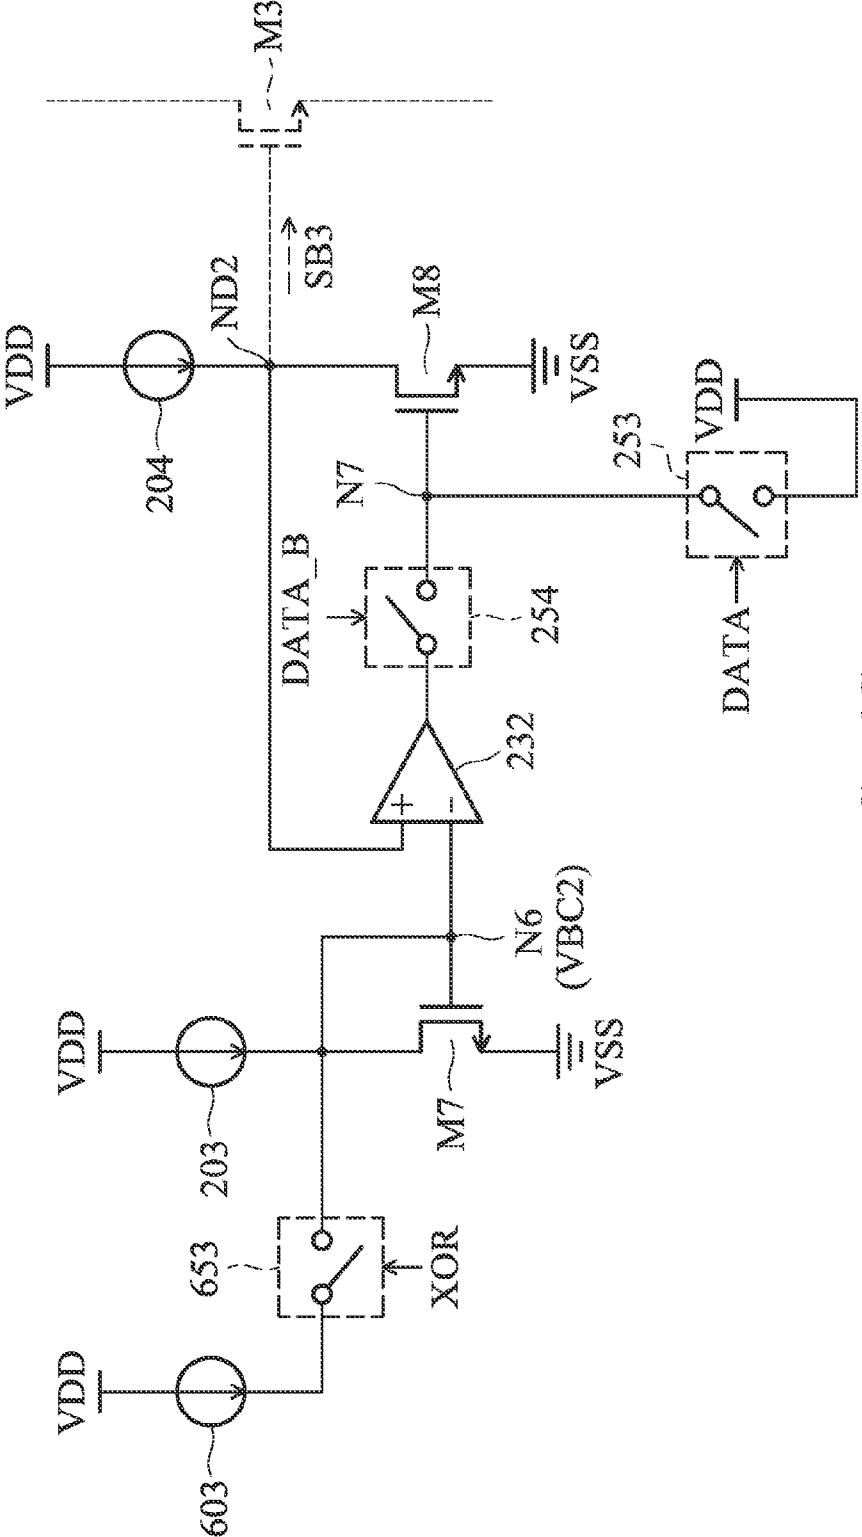 VDD
603
653
XOR
VDD
203
M7
VSS
N6
(VBC2)
232
DATA_B
254
N7
VDD
204
ND2
SB3
M3
M8
VSS
253
VDD
DATA